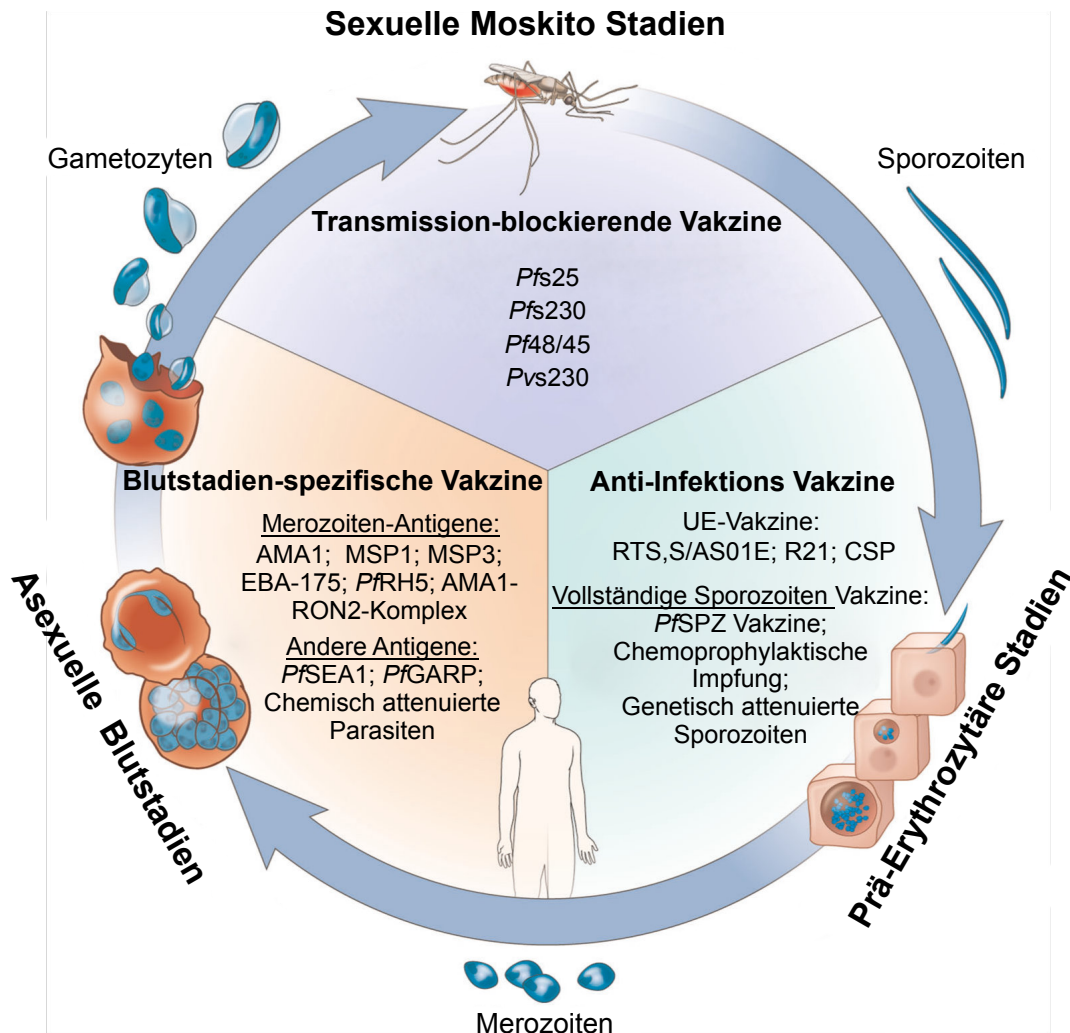 Sexuelle Moskito Stadien
Gametozyten
Sporozoiten
Transmission-blockierende Vakzine
Pfs25
Pfs230
Pf48/45
Pvs230
Blutstadien-spezifische Vakzine
Merozoiten-Antigene:
AMA1; MSP1; MSP3;
EBA-175; PfRH5; AMA1-
RON2-Komplex
Andere Antigene:
PfSEA1; PfGARP;
Chemisch attenuierte
Parasiten
Anti-Infektions Vakzine
UE-Vakzine:
RTS,S/AS01E; R21; CSP
Vollständige Sporozoiten Vakzine:
PfSPZ Vakzine;
Chemoprophylaktische
Impfung;
Genetisch attenuierte
Sporozoiten
Asexuelle Blutstadien
Prä-Erythrozytäre Stadien
Merozoiten